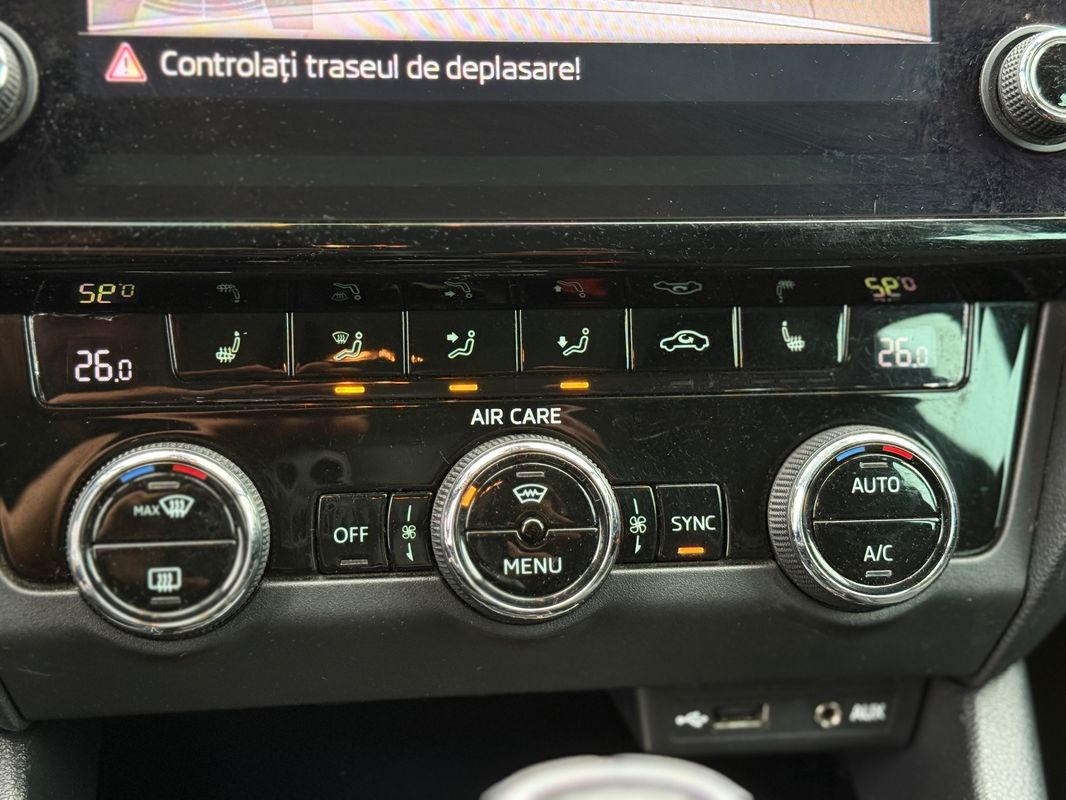 Controlați traseul de deplasare!
26.0
26.0
AIR CARE
MAX
OFF
MENU
SYNC
AUTO
A/C
AUX